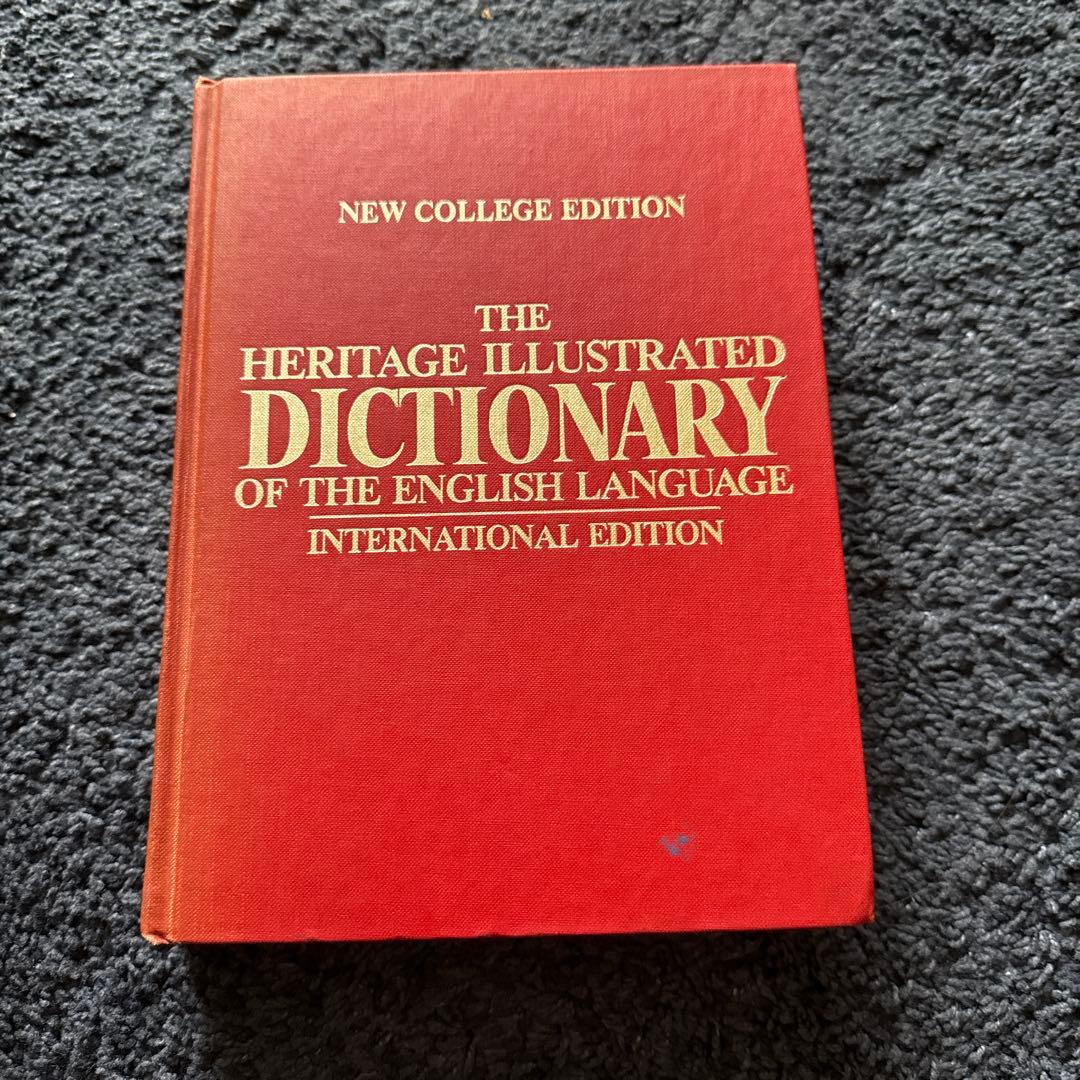 NEW COLLEGE EDITION
THE
HERITAGE ILLUSTRATED
DICTIONARY
OF THE ENGLISH LANGUAGE
INTERNATIONAL EDITION